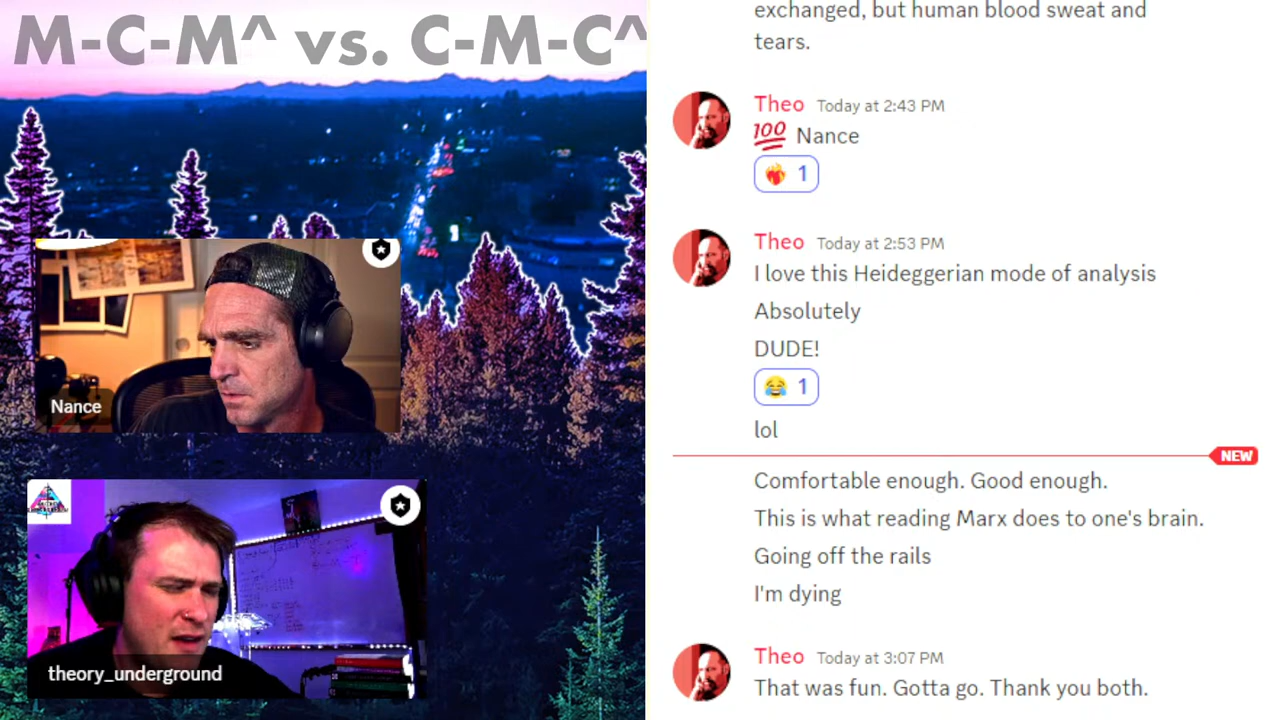 M-C-M^ vs. C-M-C^
Nance
theory_underground
exchanged, but human blood sweat and
tears.
Theo Today at 2:43 PM
💯 Nance
❤️‍🔥 1
Theo Today at 2:53 PM
I love this Heideggerian mode of analysis
Absolutely
DUDE!
😂 1
lol
NEW
Comfortable enough. Good enough.
This is what reading Marx does to one's brain.
Going off the rails
I'm dying
Theo Today at 3:07 PM
That was fun. Gotta go. Thank you both.